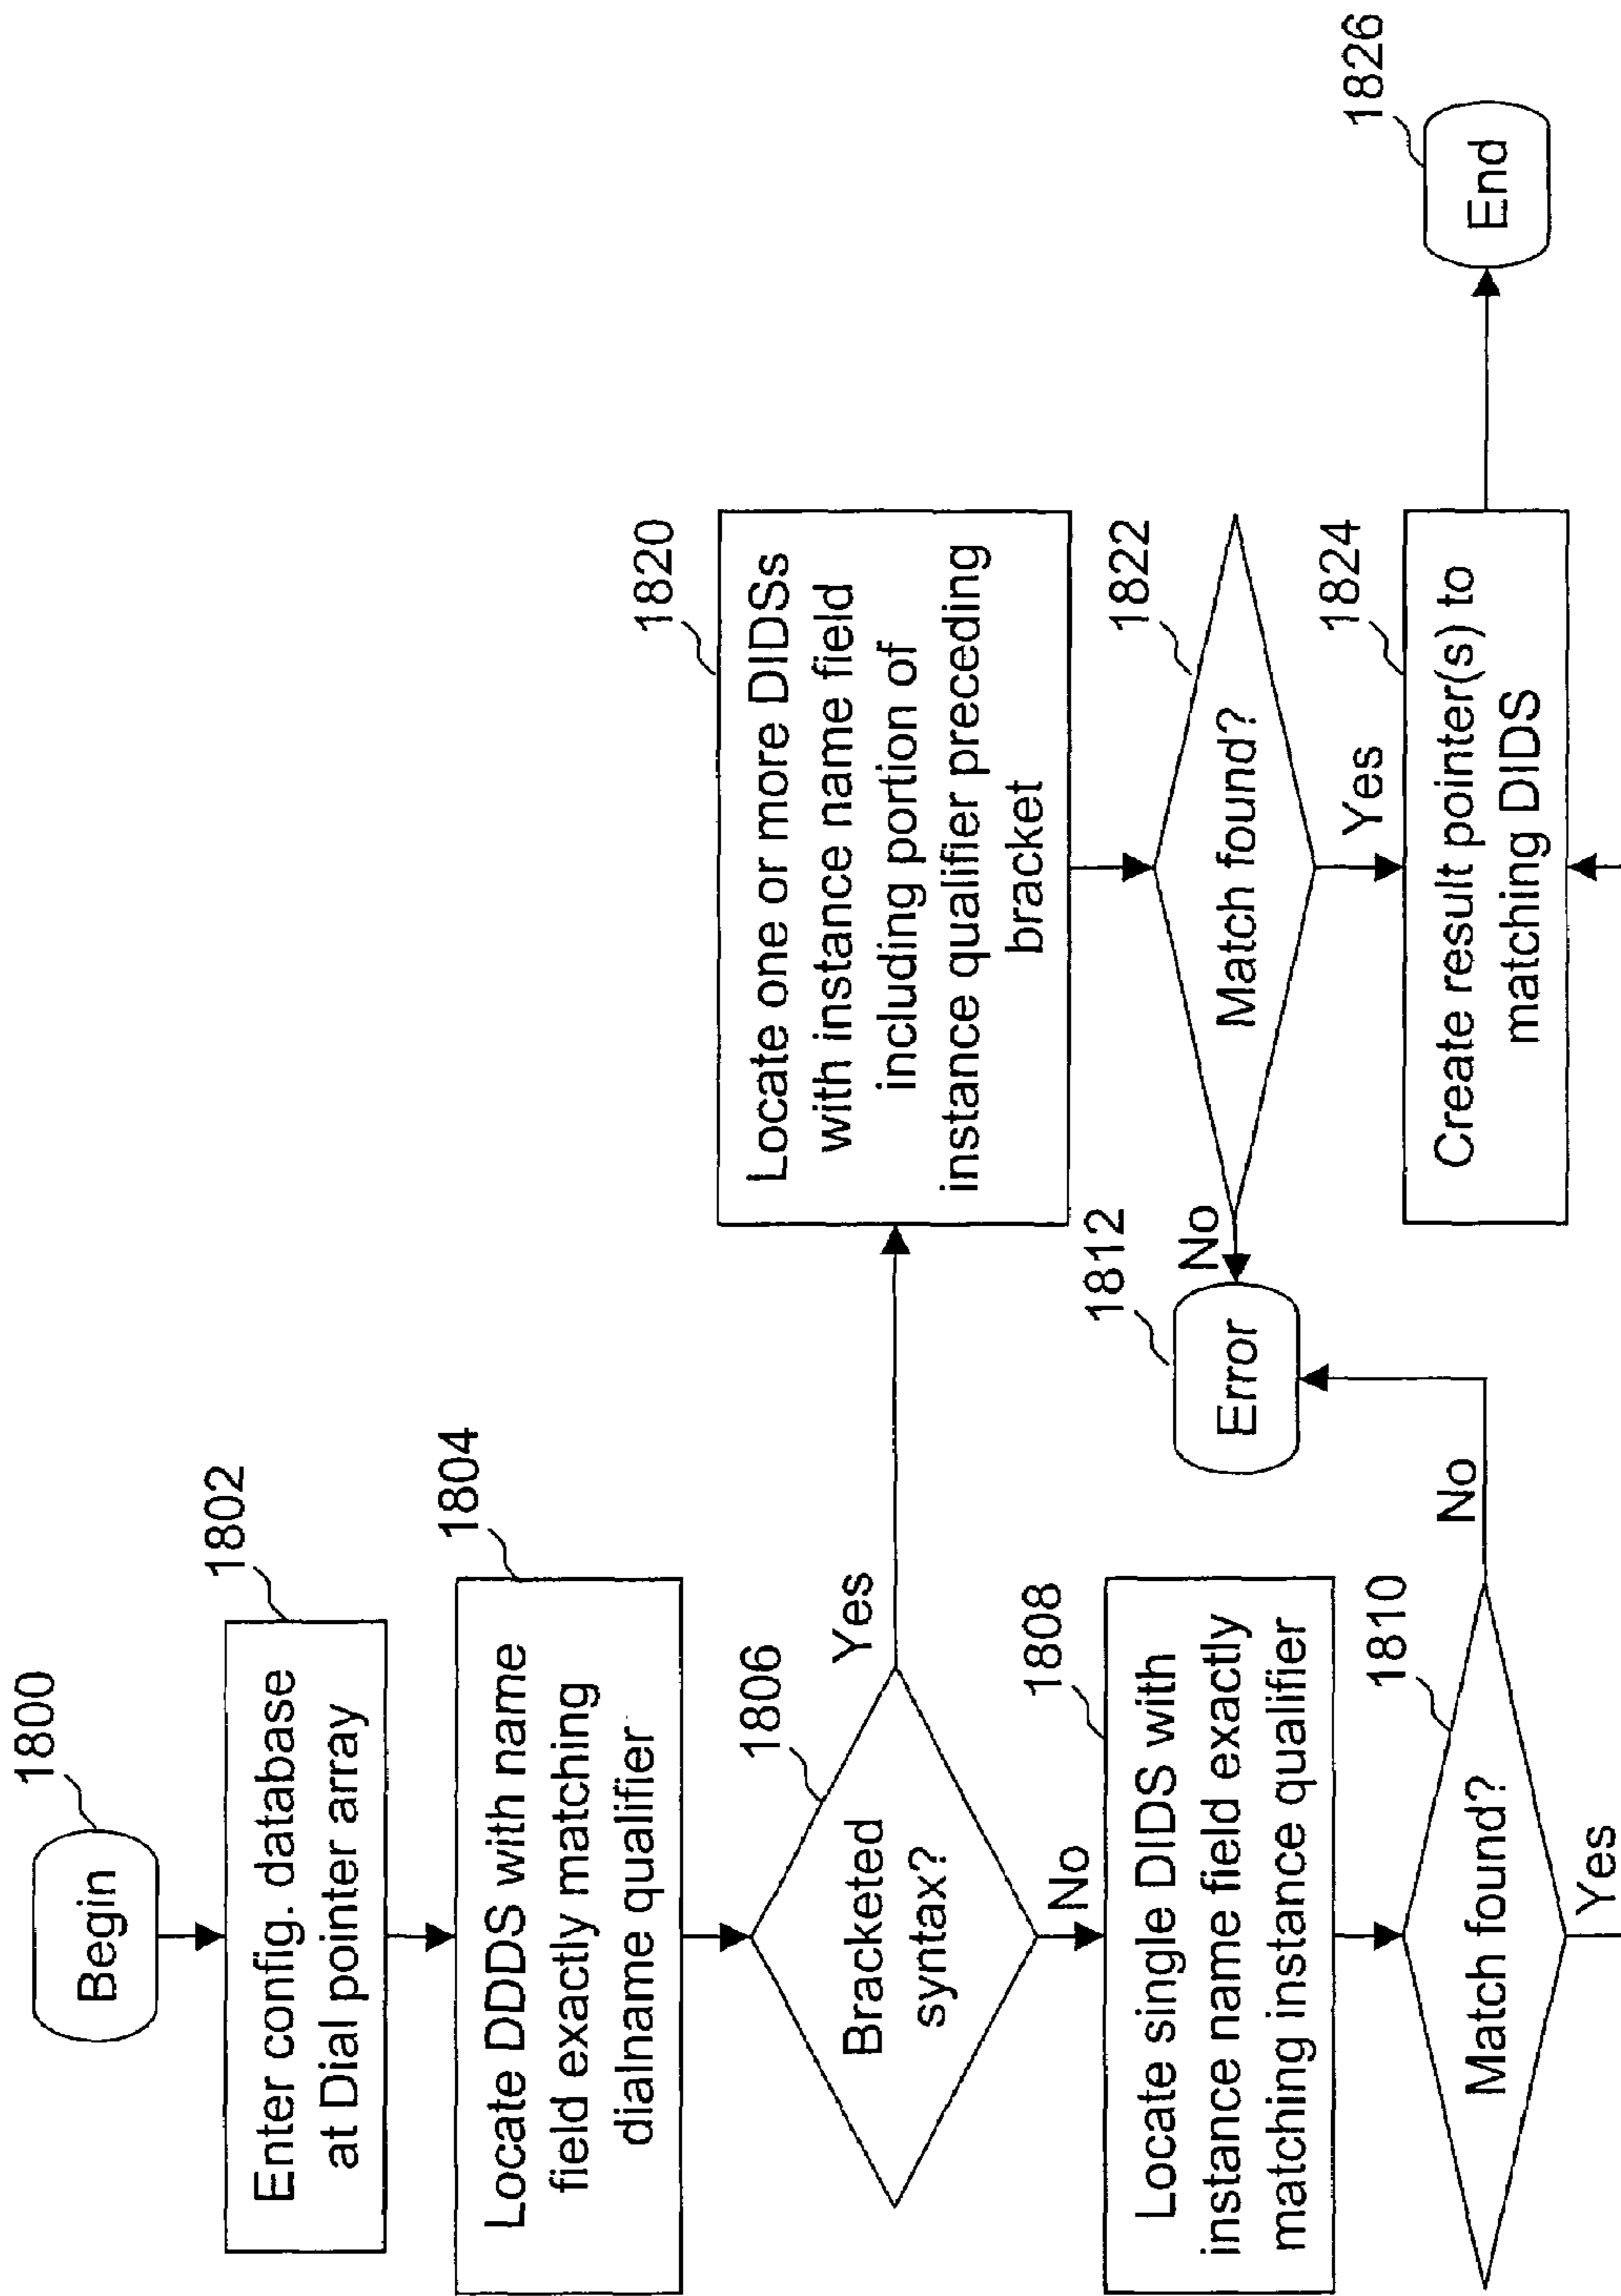 1800
Begin
1802
Enter config. database
at Dial pointer array
1804
Locate DDDS with name
field exactly matching
dialname qualifier
1806
Bracketed
syntax?
Yes
No
1808
Locate single DIDS with
instance name field exactly
matching instance qualifier
1810
Match found?
No
Yes
1812
Error
1820
Locate one or more DIDSs
with instance name field
including portion of
instance qualifier preceding
bracket
1822
Match found?
No
Yes
1824
Create result pointer(s) to
matching DIDS
1826
End